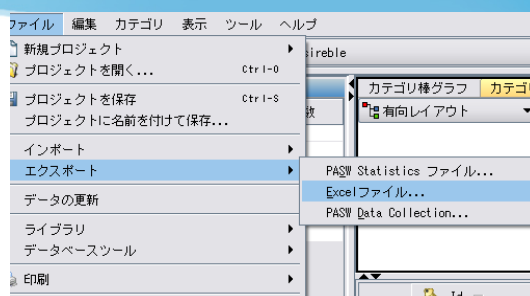 ファイル 編集 カテゴリ 表示 ツール ヘルプ
新規プロジェクト
プロジェクトを開く... Ctrl-O
プロジェクトを保存 Ctrl-S
プロジェクトに名前を付けて保存...
インポート
エクスポート
PASW Statistics ファイル...
Excelファイル...
PASW Data Collection...
データの更新
ライブラリ
データベースツール
印刷
カテゴリ棒グラフ カテゴ
有向レイアウト
数
Id